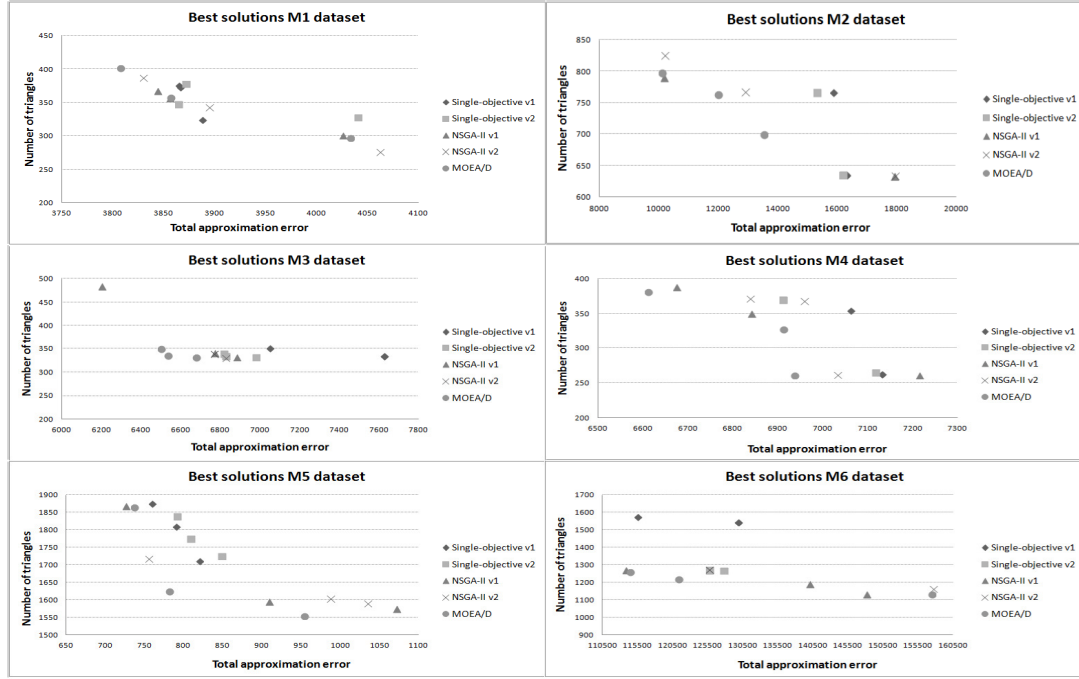 Best solutions M1 dataset
Number of triangles
450
400
350
300
250
200
3750
3800
3850
3900
3950
4000
4050
4100
Total approximation error
Single-objective v1
Single-objective v2
NSGA-II v1
NSGA-II v2
MOEA/D
Best solutions M2 dataset
Number of triangles
850
800
750
700
650
600
8000
10000
12000
14000
16000
18000
20000
Total approximation error
Single-objective v1
Single-objective v2
NSGA-II v1
NSGA-II v2
MOEA/D
Best solutions M3 dataset
Number of triangles
500
450
400
350
300
250
200
6000
6200
6400
6600
6800
7000
7200
7400
7600
7800
Total approximation error
Single-objective v1
Single-objective v2
NSGA-II v1
NSGA-II v2
MOEA/D
Best solutions M4 dataset
Number of triangles
400
350
300
250
200
6500
6600
6700
6800
6900
7000
7100
7200
7300
Total approximation error
Single-objective v1
Single-objective v2
NSGA-II v1
NSGA-II v2
MOEA/D
Best solutions M5 dataset
Number of triangles
1900
1850
1800
1750
1700
1650
1600
1550
1500
650
700
750
800
850
900
950
1000
1050
1100
Total approximation error
Single-objective v1
Single-objective v2
NSGA-II v1
NSGA-II v2
MOEA/D
Best solutions M6 dataset
Number of triangles
1700
1600
1500
1400
1300
1200
1100
1000
900
110500
115500
120500
125500
130500
135500
140500
145500
150500
155500
160500
Total approximation error
Single-objective v1
Single-objective v2
NSGA-II v1
NSGA-II v2
MOEA/D